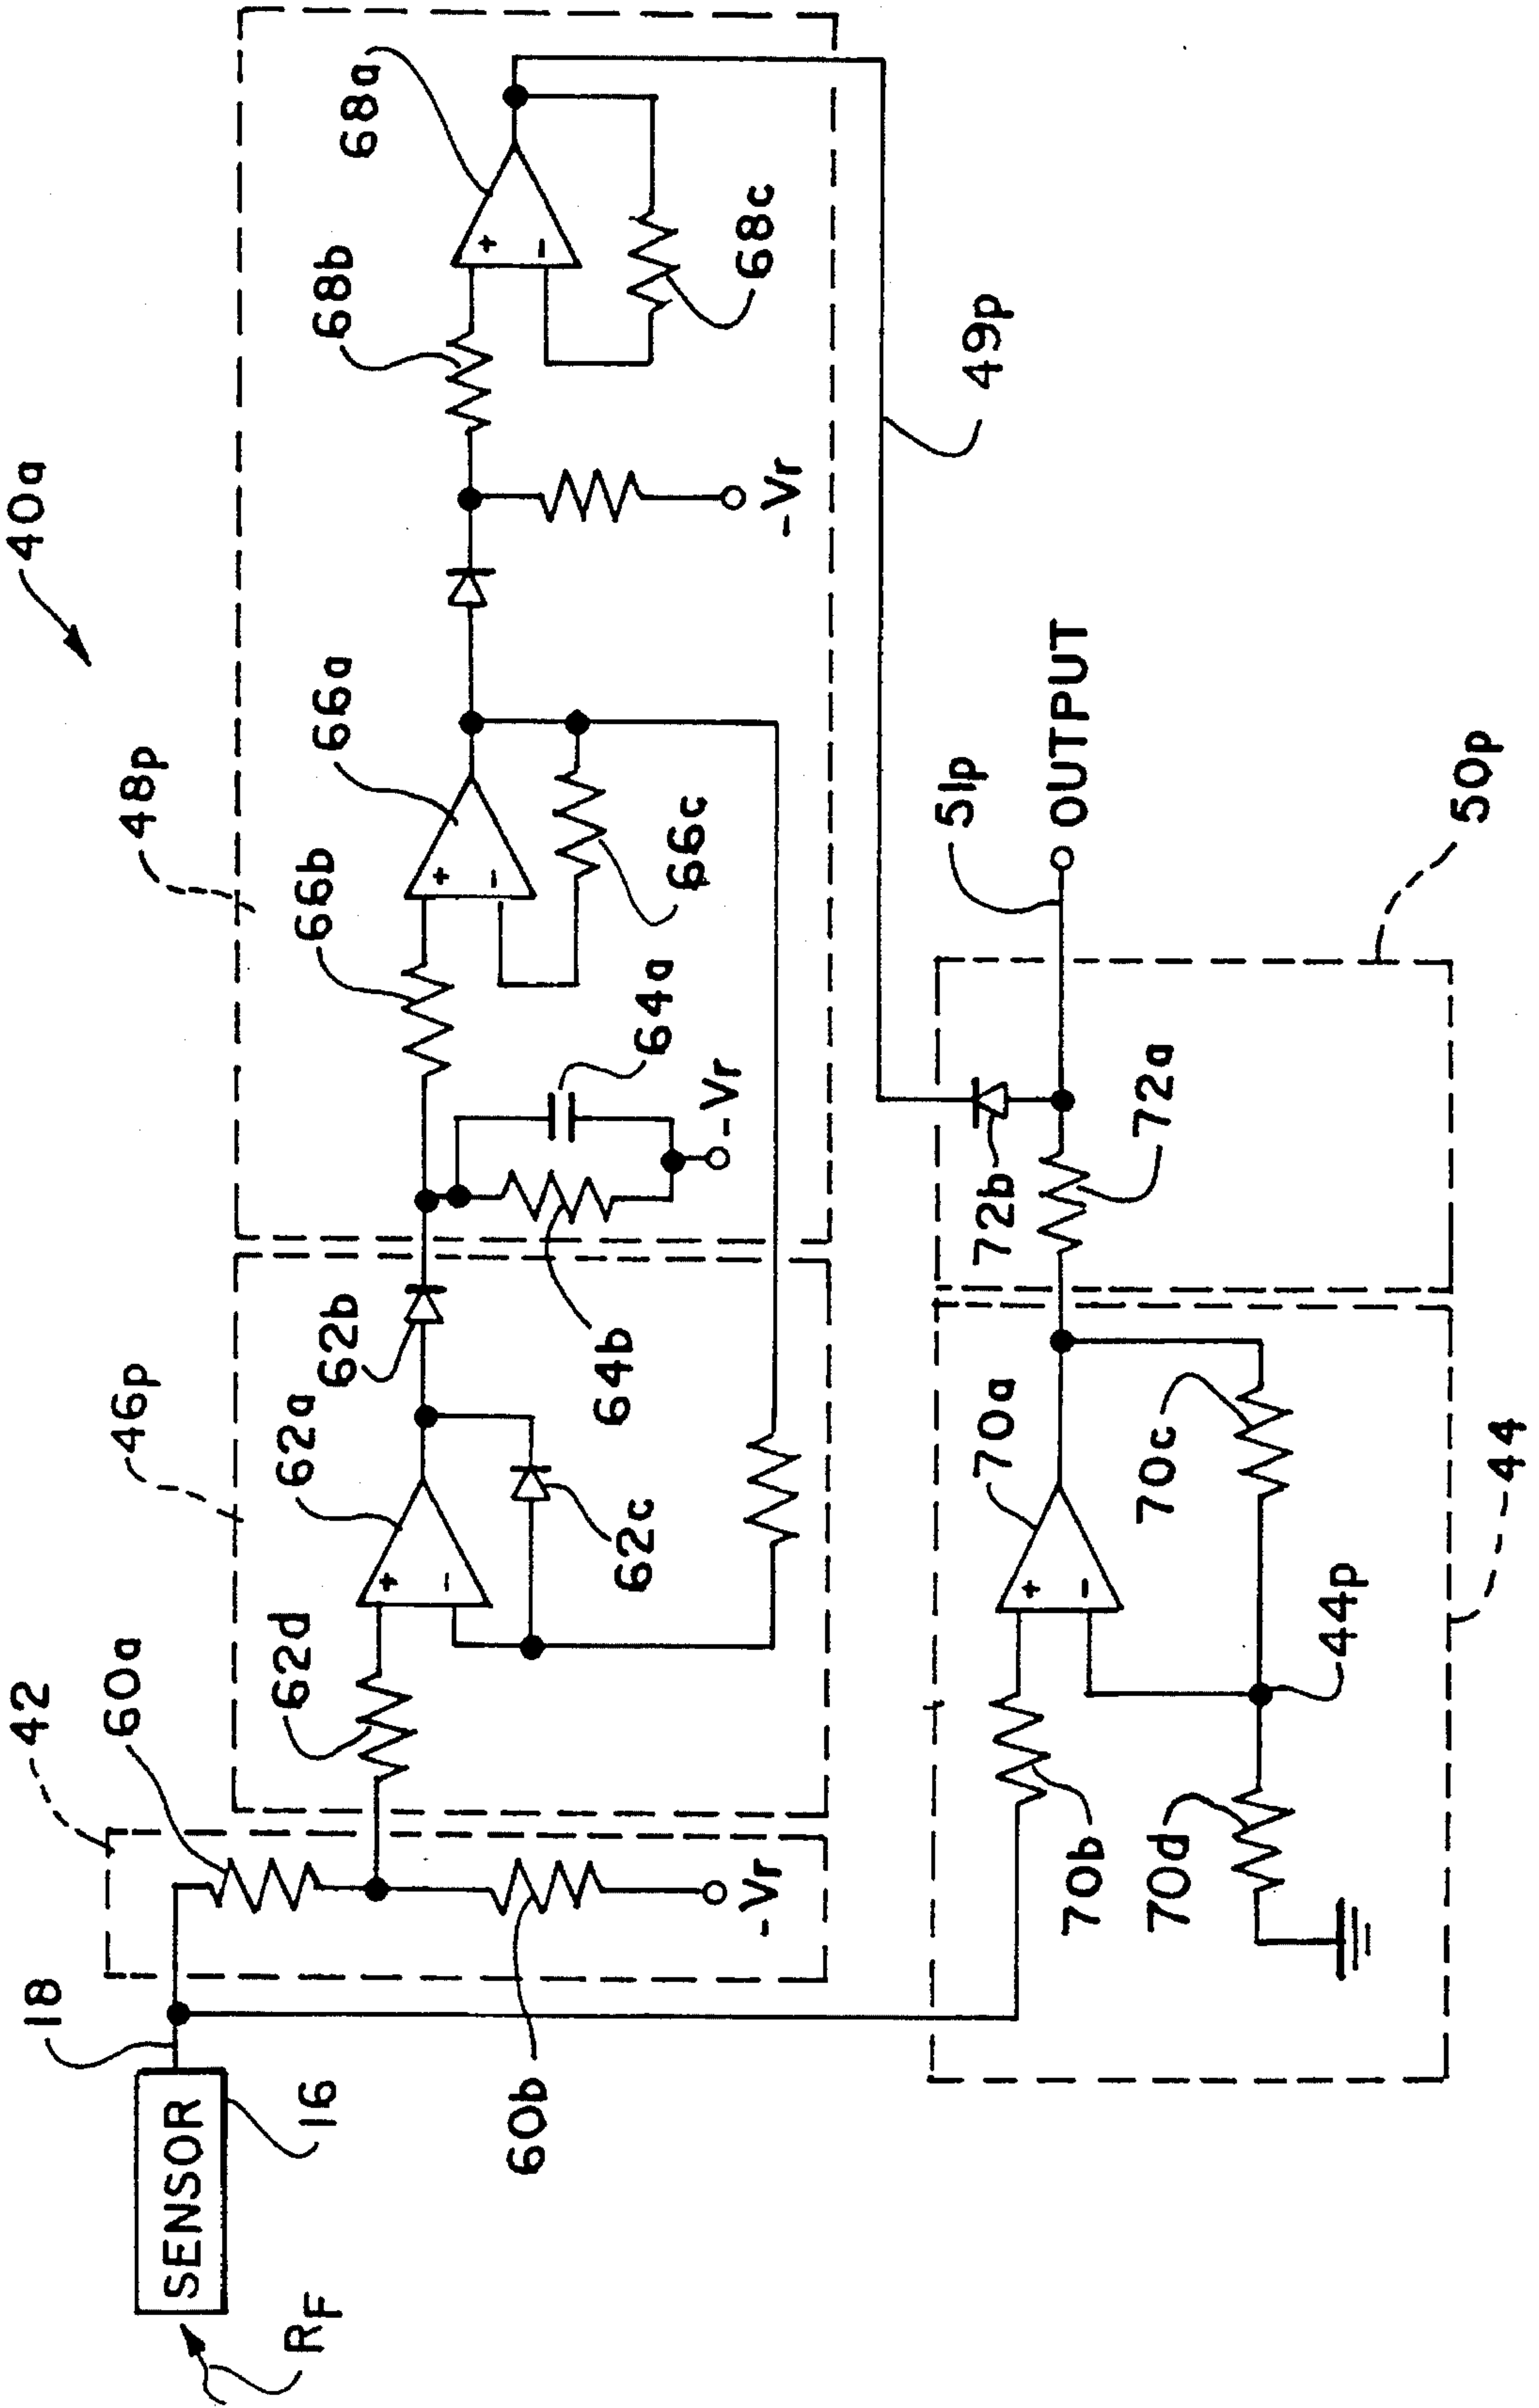 40a
42
60a
46p
48p
18
SENSOR
16
RF
60b
-Vr
62d
62a
+
-
62b
62c
64b
64a
-Vr
66b
66a
+
-
66c
-Vr
68b
68a
+
-
68c
49p
70b
70a
+
-
70c
70d
44p
44
72b
72a
51p
OUTPUT
50p